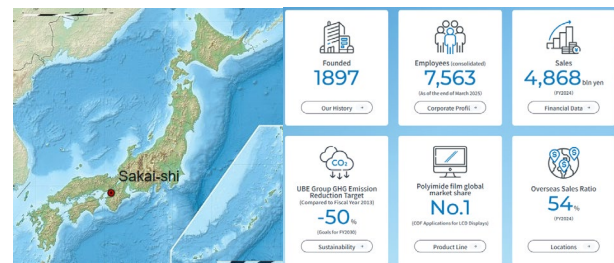 Sakai-shi
Founded
1897
Our History
Employees (consolidated)
7,563
(As of the end of March 2025)
Corporate Profil
Sales
4,868 bln yen
(FY2024)
Financial Data
CO₂
UBE Group GHG Emission
Reduction Target
(Compared to Fiscal Year 2013)
-50%
(Goals for FY2030)
Sustainability
Polyimide film global
market share
No.1
(COF Applications for LCD Displays)
Product Line
Overseas Sales Ratio
54%
(FY2024)
Locations